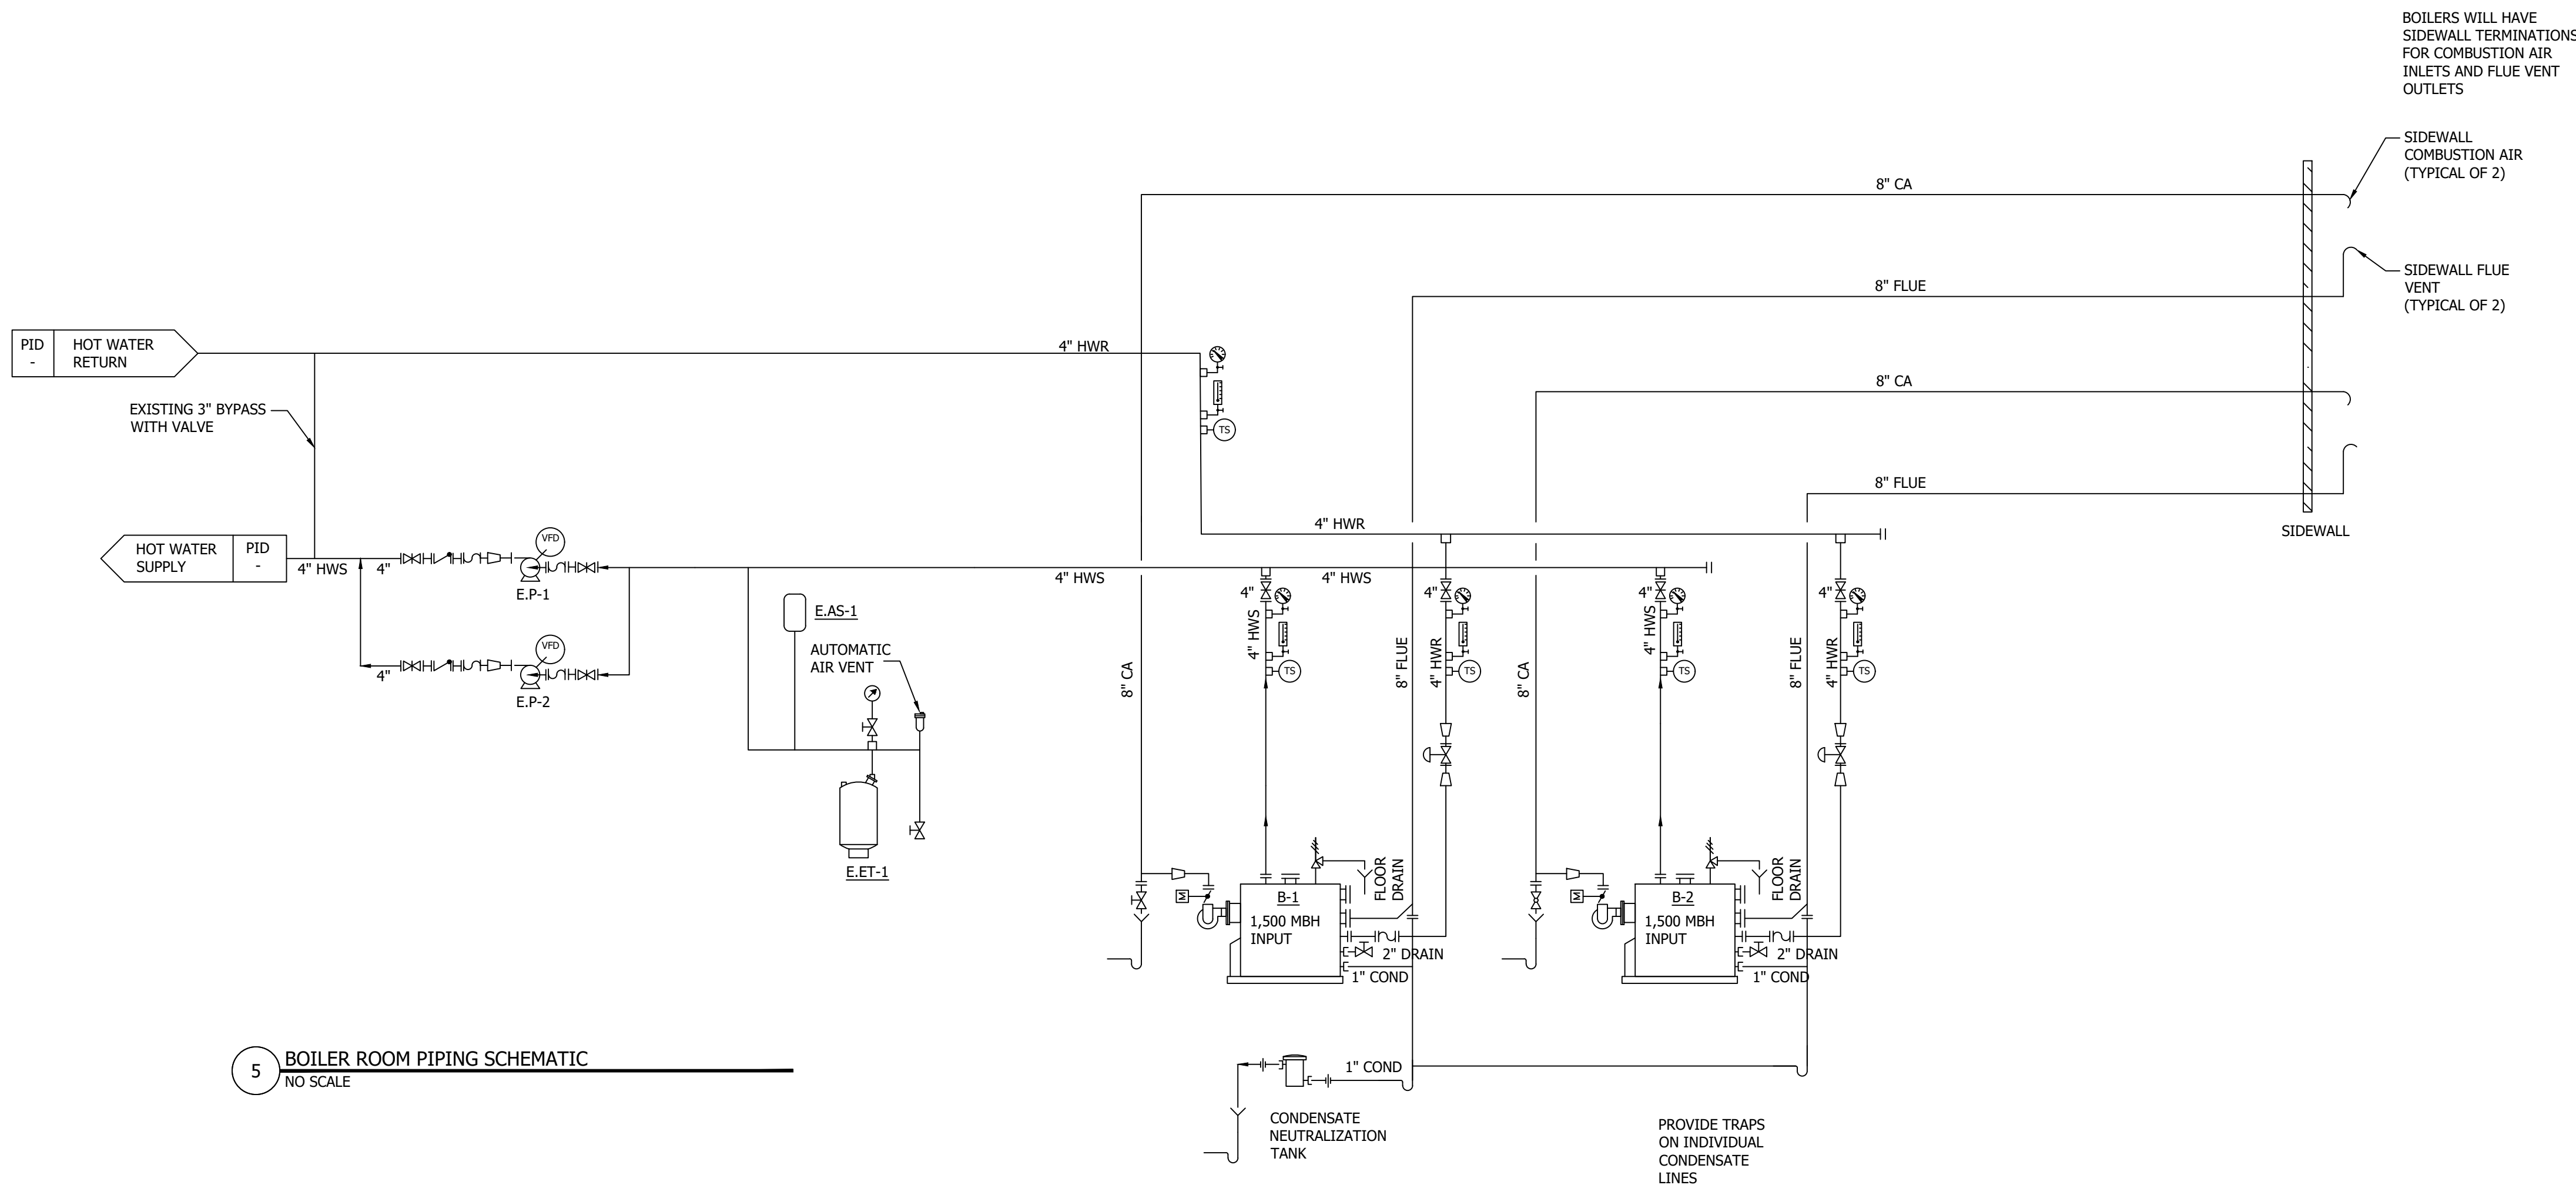 BOILERS WILL HAVE
SIDEWALL TERMINATIONS
FOR COMBUSTION AIR
INLETS AND FLUE VENT
OUTLETS
SIDEWALL
COMBUSTION AIR
(TYPICAL OF 2)
8" CA
SIDEWALL FLUE
VENT
(TYPICAL OF 2)
8" FLUE
PID
-
HOT WATER
RETURN
4" HWR
8" CA
EXISTING 3" BYPASS
WITH VALVE
TS
8" FLUE
SIDEWALL
4" HWR
HOT WATER
SUPPLY
PID
-
4" HWS
4"
VFD
E.P-1
4" HWS
4" HWS
4"
4"
4"
4"
E.AS-1
VFD
4"
E.P-2
AUTOMATIC
AIR VENT
8" CA
4" HWS
TS
8" FLUE
4" HWR
TS
8" CA
4" HWS
TS
8" FLUE
4" HWR
TS
E.ET-1
M
B-1
1,500 MBH
INPUT
FLOOR
DRAIN
2" DRAIN
1" COND
M
B-2
1,500 MBH
INPUT
FLOOR
DRAIN
2" DRAIN
1" COND
5
BOILER ROOM PIPING SCHEMATIC
NO SCALE
1" COND
CONDENSATE
NEUTRALIZATION
TANK
PROVIDE TRAPS
ON INDIVIDUAL
CONDENSATE
LINES